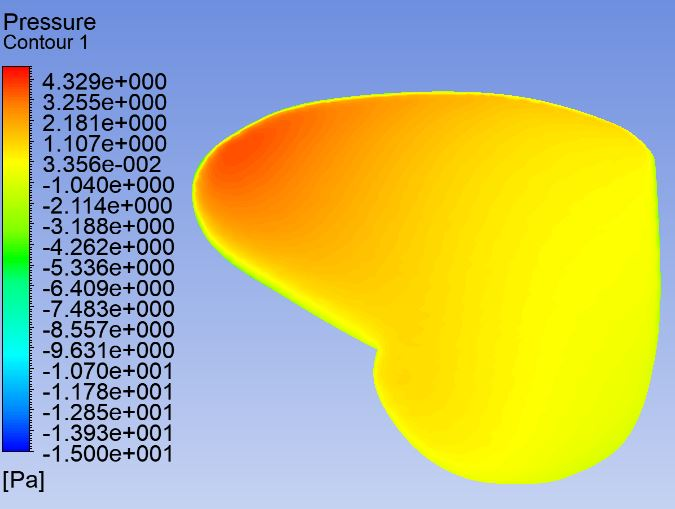 Pressure
Contour 1
4.329e+000
3.255e+000
2.181e+000
1.107e+000
3.356e-002
-1.040e+000
-2.114e+000
-3.188e+000
-4.262e+000
-5.336e+000
-6.409e+000
-7.483e+000
-8.557e+000
-9.631e+000
-1.070e+001
-1.178e+001
-1.285e+001
-1.393e+001
-1.500e+001
[Pa]